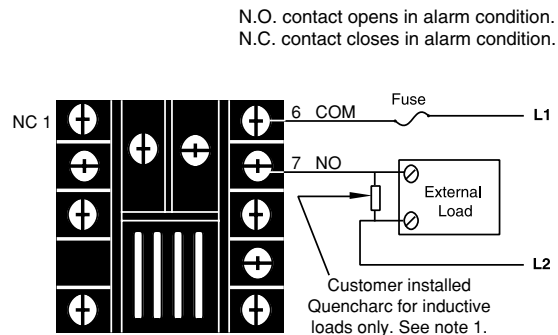 N.O. contact opens in alarm condition.
N.C. contact closes in alarm condition.
Fuse
6 COM
L1
NC 1
7 NO
External
Load
L2
Customer installed
Quencharc for inductive
loads only. See note 1.